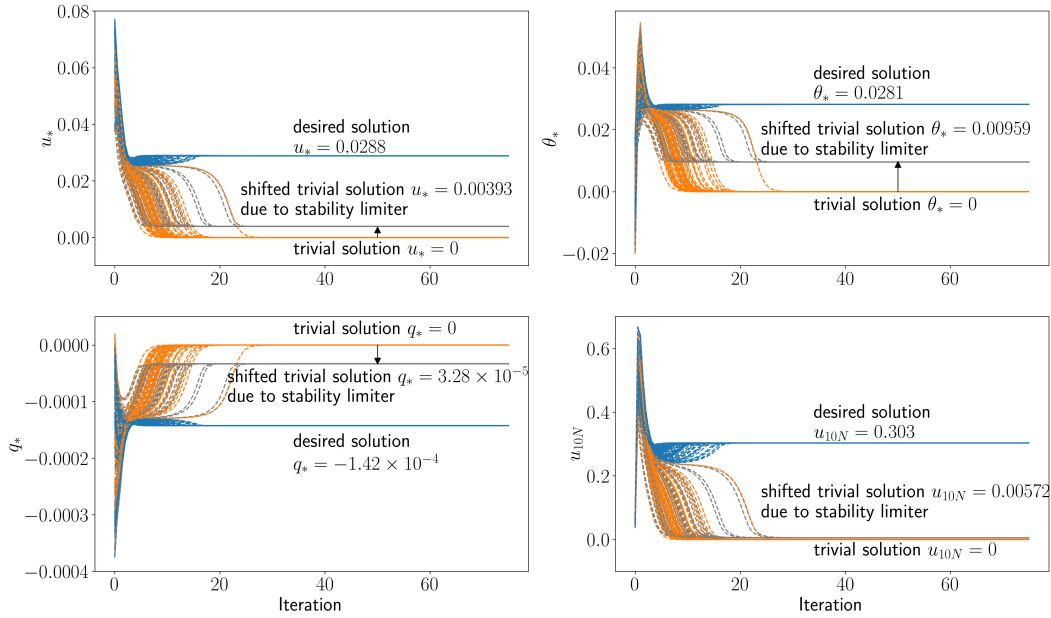 0.08
0.06
0.04
0.02
0.00
u∗
desired solution
u∗ = 0.0288
shifted trivial solution u∗ = 0.00393
due to stability limiter
trivial solution u∗ = 0
0 20 40 60
0.04
0.02
0.00
−0.02
θ∗
desired solution
θ∗ = 0.0281
shifted trivial solution θ∗ = 0.00959
due to stability limiter
trivial solution θ∗ = 0
0 20 40 60
0.0000
−0.0001
−0.0002
−0.0003
−0.0004
q∗
trivial solution q∗ = 0
shifted trivial solution q∗ = 3.28 × 10⁻⁵
due to stability limiter
desired solution
q∗ = −1.42 × 10⁻⁴
0 20 40 60
Iteration
0.6
0.4
0.2
0.0
u10N
desired solution
u10N = 0.303
shifted trivial solution u10N = 0.00572
due to stability limiter
trivial solution u10N = 0
0 20 40 60
Iteration